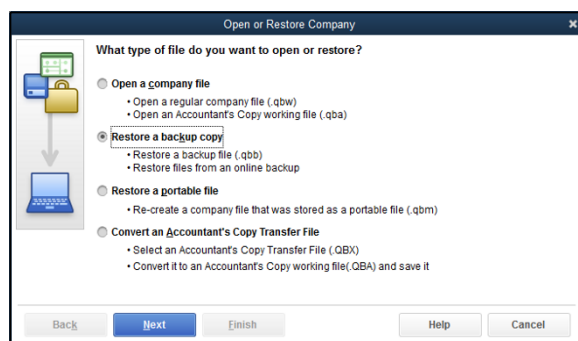 Open or Restore Company
What type of file do you want to open or restore?
Open a company file
• Open a regular company file (.qbw)
• Open an Accountant's Copy working file (.qba)
Restore a backup copy
• Restore a backup file (.qbb)
• Restore files from an online backup
Restore a portable file
• Re-create a company file that was stored as a portable file (.qbm)
Convert an Accountant's Copy Transfer File
• Select an Accountant's Copy Transfer File (.QBX)
• Convert it to an Accountant's Copy working file(.QBA) and save it
Back Next Finish Help Cancel